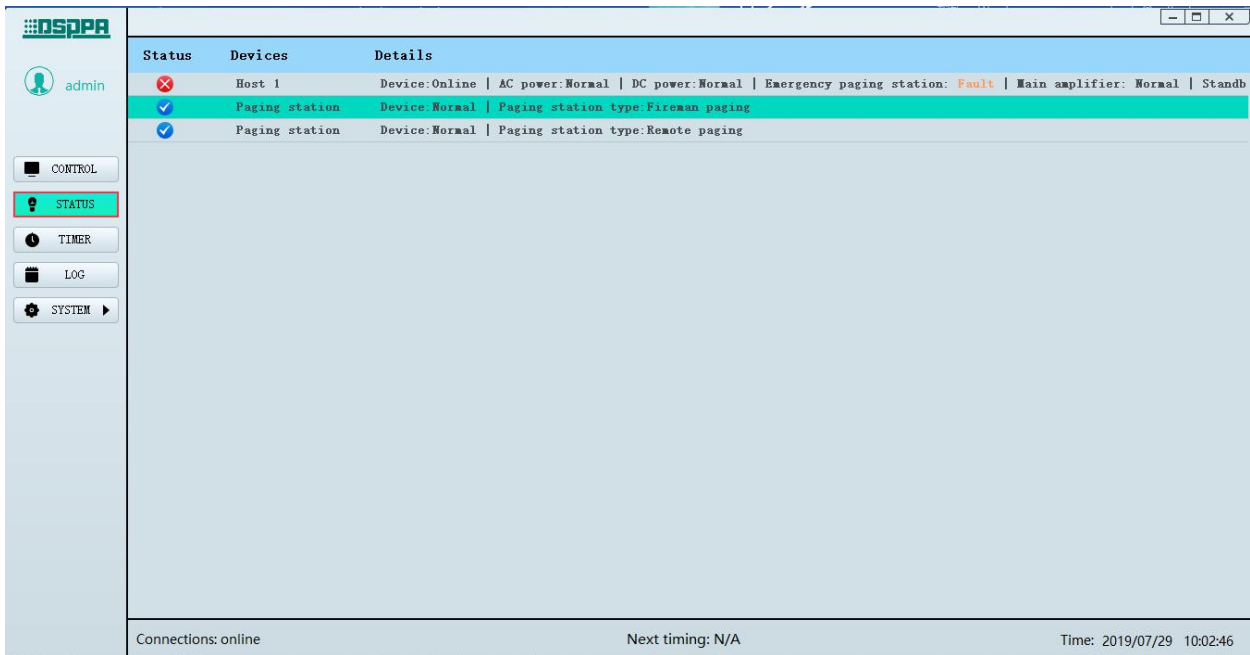 DSPPA
admin
CONTROL
STATUS
TIMER
LOG
SYSTEM
Status Devices Details
Host 1 Device:Online | AC power:Normal | DC power:Normal | Emergency paging station: Fault | Main amplifier: Normal | Standb
Paging station Device:Normal | Paging station type:Fireman paging
Paging station Device:Normal | Paging station type:Remote paging
Connections: online Next timing: N/A Time: 2019/07/29 10:02:46